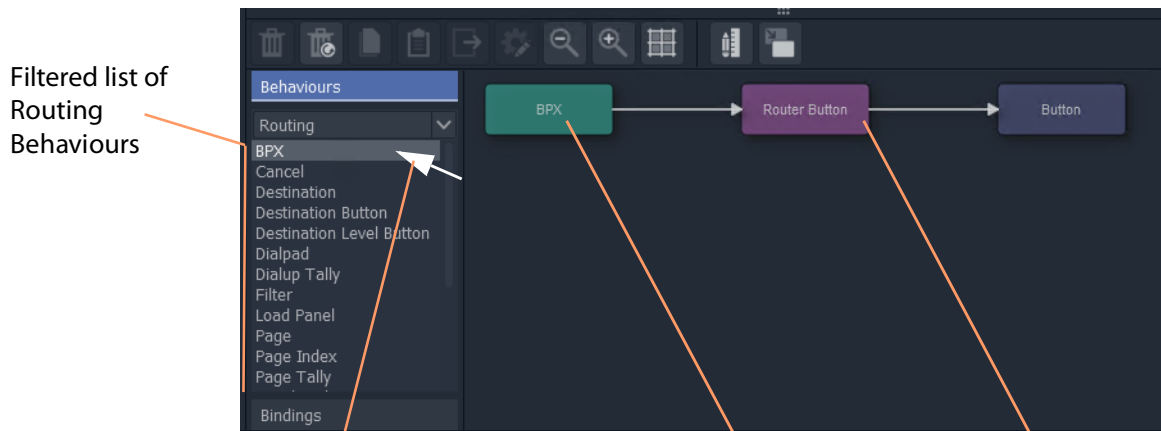 Filtered list of
Routing
Behaviours
Behaviours
Routing
BPX
Cancel
Destination
Destination Button
Destination Level Button
Dialpad
Dialup Tally
Filter
Load Panel
Page
Page Index
Page Tally
Bindings
BPX
Router Button
Button